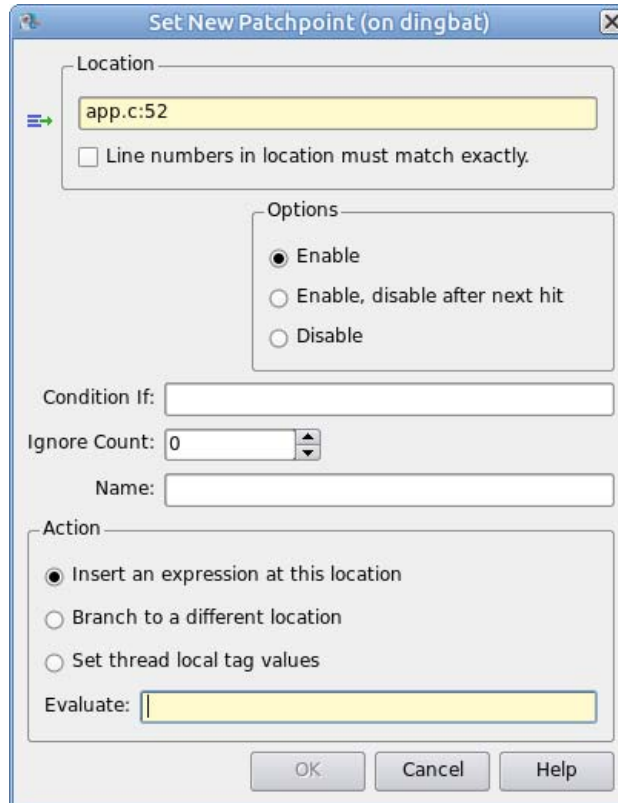 Set New Patchpoint (on dingbat)
Location
app.c:52
Line numbers in location must match exactly.
Options
Enable
Enable, disable after next hit
Disable
Condition If:
Ignore Count: 0
Name:
Action
Insert an expression at this location
Branch to a different location
Set thread local tag values
Evaluate:
OK Cancel Help